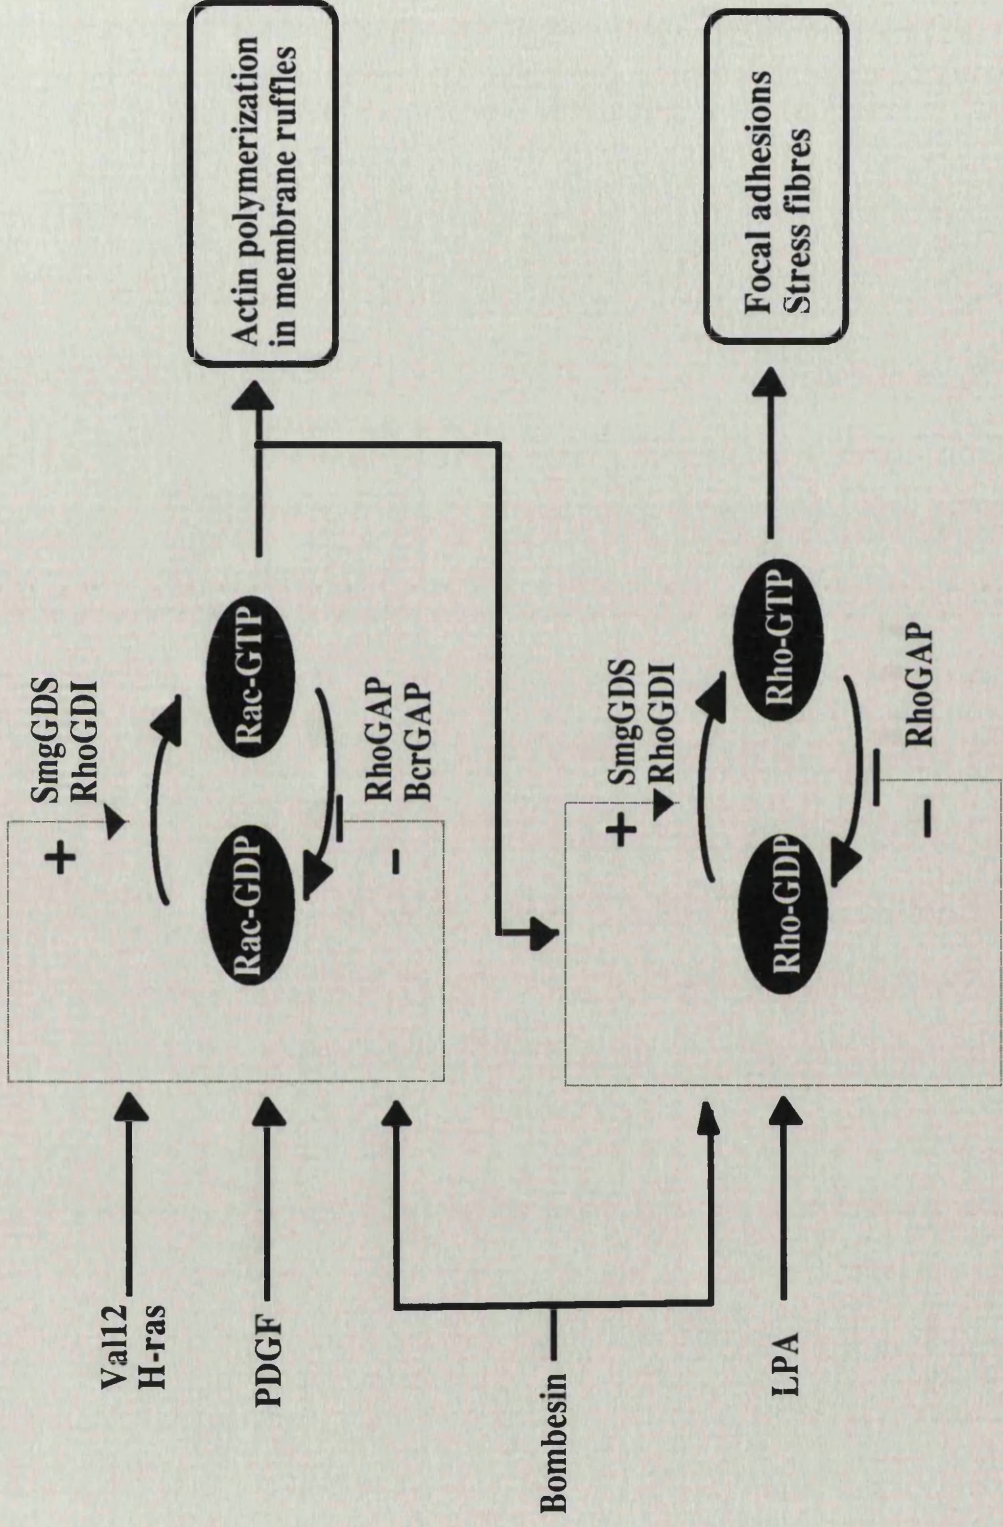 Val12
H-ras
PDGF
Bombesin
LPA
+
SmgGDS
RhoGDI
Rac-GDP
Rac-GTP
-
RhoGAP
BcrGAP
Actin polymerization
in membrane ruffles
+
SmgGDS
RhoGDI
Rho-GDP
Rho-GTP
-
RhoGAP
Focal adhesions
Stress fibres